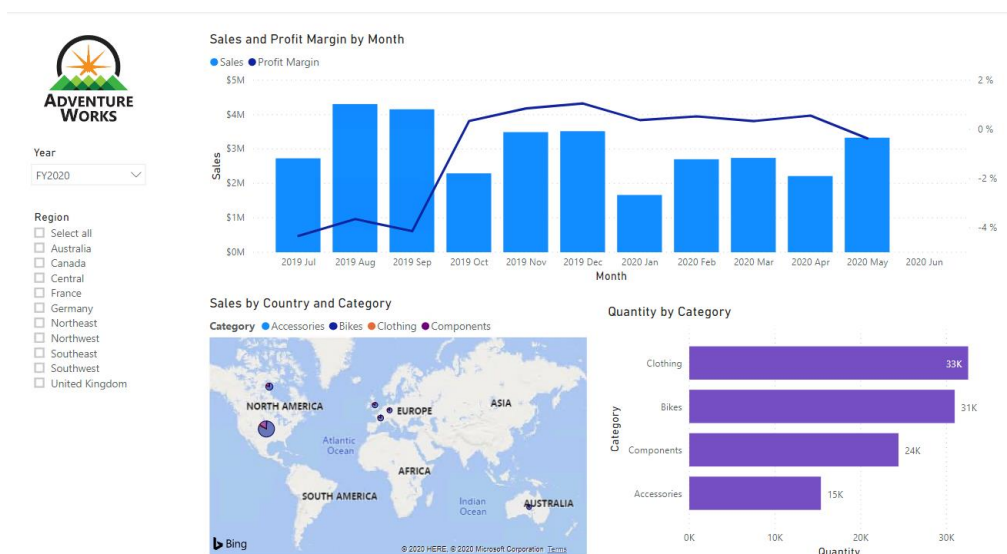 ADVENTURE
WORKS
Year
FY2020
Region
Select all
Australia
Canada
Central
France
Germany
Northeast
Northwest
Southeast
Southwest
United Kingdom
Sales and Profit Margin by Month
Sales Profit Margin
$5M
$4M
$3M
$2M
$1M
$0M
Sales
2 %
0 %
-2 %
-4 %
2019 Jul 2019 Aug 2019 Sep 2019 Oct 2019 Nov 2019 Dec 2020 Jan 2020 Feb 2020 Mar 2020 Apr 2020 May 2020 Jun
Month
Sales by Country and Category
Category Accessories Bikes Clothing Components
NORTH AMERICA
EUROPE
ASIA
Atlantic
Ocean
AFRICA
SOUTH AMERICA
Indian
Ocean
AUSTRALIA
Bing
© 2020 HERE, © 2020 Microsoft Corporation Terms
Quantity by Category
Category
Clothing 33K
Bikes 31K
Components 24K
Accessories 15K
0K 10K 20K 30K
Quantity